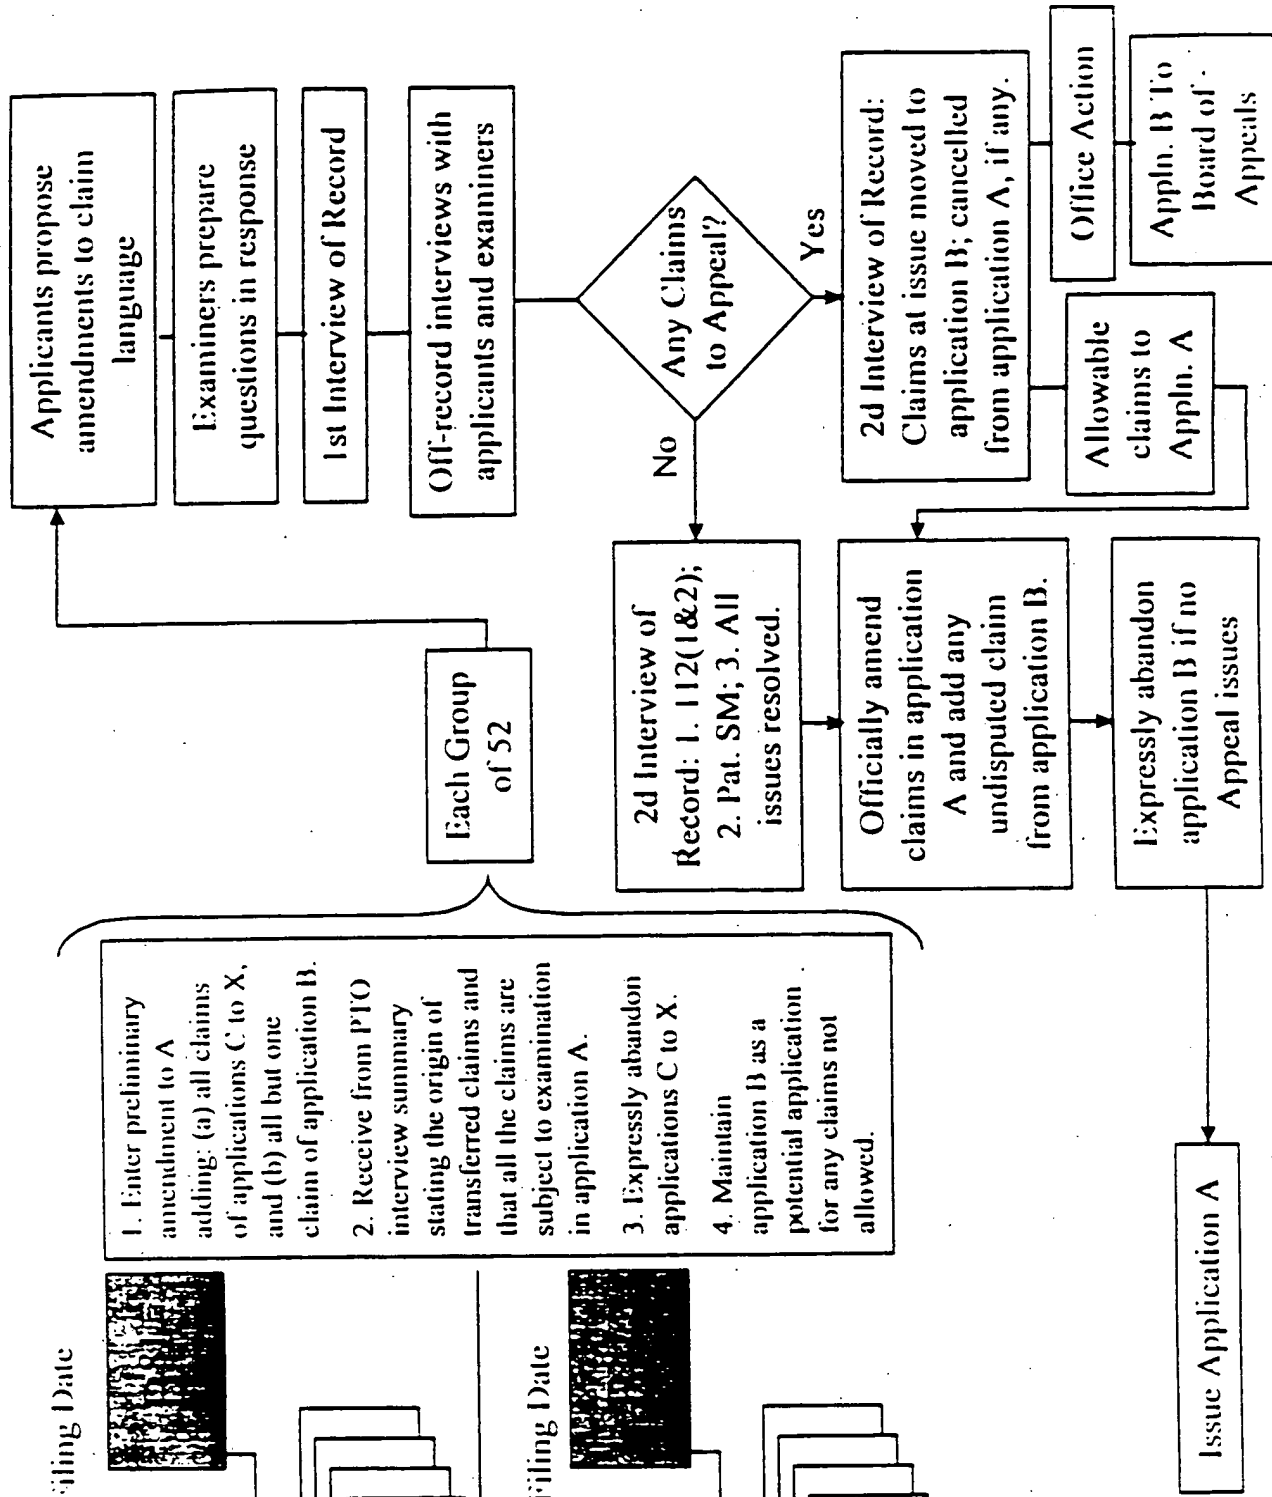 Filing Date
Filing Date
1. Enter preliminary
amendment to A
adding: (a) all claims
of applications C to X,
and (b) all but one
claim of application B.
2. Receive from PTO
interview summary
stating the origin of
transferred claims and
that all the claims are
subject to examination
in application A.
3. Expressly abandon
applications C to X.
4. Maintain
application B as a
potential application
for any claims not
allowed.
Each Group
of 52
Applicants propose
amendments to claim
language
Examiners prepare
questions in response
1st Interview of Record
Off-record interviews with
applicants and examiners
Any Claims
to Appeal?
No
Yes
2d Interview of
Record: 1. 112(1&2);
2. Pat. SM; 3. All
issues resolved.
2d Interview of Record:
Claims at issue moved to
application B; cancelled
from application A, if any.
Office Action
Appln. B To
Board of
Appeals
Allowable
claims to
Appln. A
Officially amend
claims in application
A and add any
undisputed claim
from application B.
Expressly abandon
application B if no
Appeal issues
Issue Application A